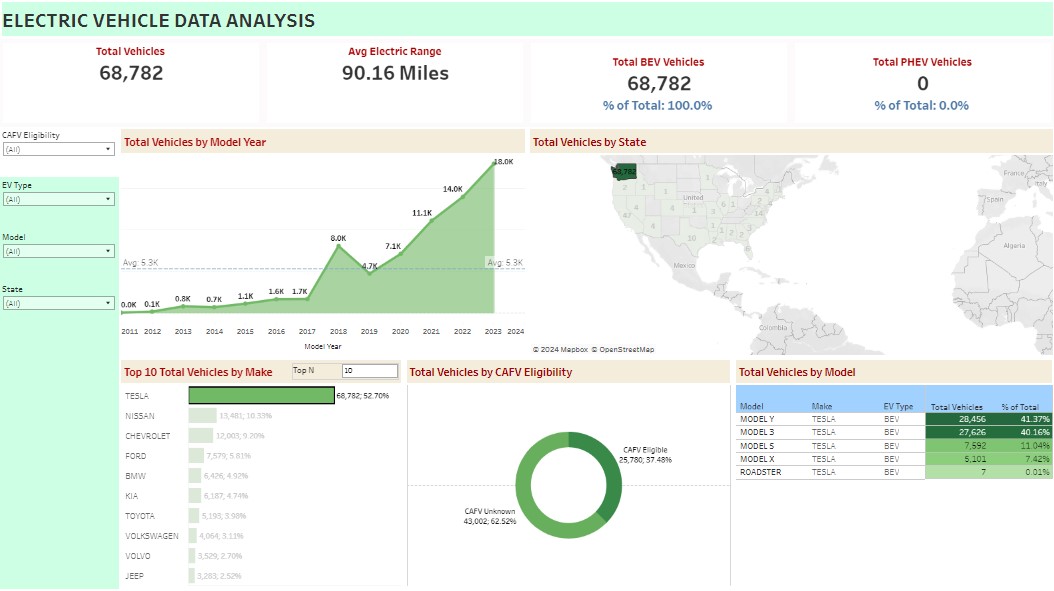 ELECTRIC VEHICLE DATA ANALYSIS
Total Vehicles
68,782
Avg Electric Range
90.16 Miles
Total BEV Vehicles
68,782
% of Total: 100.0%
Total PHEV Vehicles
0
% of Total: 0.0%
CAFV Eligibility
(All)
EV Type
(All)
Model
(All)
State
(All)
Total Vehicles by Model Year
18.0K
14.0K
11.1K
8.0K
7.1K
4.7K
Avg: 5.3K
Avg: 5.3K
0.0K 0.1K 0.8K 0.7K 1.1K 1.6K 1.7K
2011 2012 2013 2014 2015 2016 2017 2018 2019 2020 2021 2022 2023 2024
Model Year
Total Vehicles by State
68,782
United
Mexico
Colombia
France
Italy
Spain
Algeria
© 2024 Mapbox © OpenStreetMap
Top 10 Total Vehicles by Make
Top N
10
TESLA 68,782; 52.70%
NISSAN 13,481; 10.33%
CHEVROLET 12,003; 9.20%
FORD 7,579; 5.81%
BMW 6,426; 4.92%
KIA 6,187; 4.74%
TOYOTA 5,193; 3.98%
VOLKSWAGEN 4,064; 3.11%
VOLVO 3,529; 2.70%
JEEP 3,283; 2.52%
Total Vehicles by CAFV Eligibility
CAFV Eligible
25,780; 37.48%
CAFV Unknown
43,002; 62.52%
Total Vehicles by Model
Model Make EV Type Total Vehicles % of Total
MODEL Y TESLA BEV 28,456 41.37%
MODEL 3 TESLA BEV 27,626 40.16%
MODEL S TESLA BEV 7,592 11.04%
MODEL X TESLA BEV 5,101 7.42%
ROADSTER TESLA BEV 7 0.01%